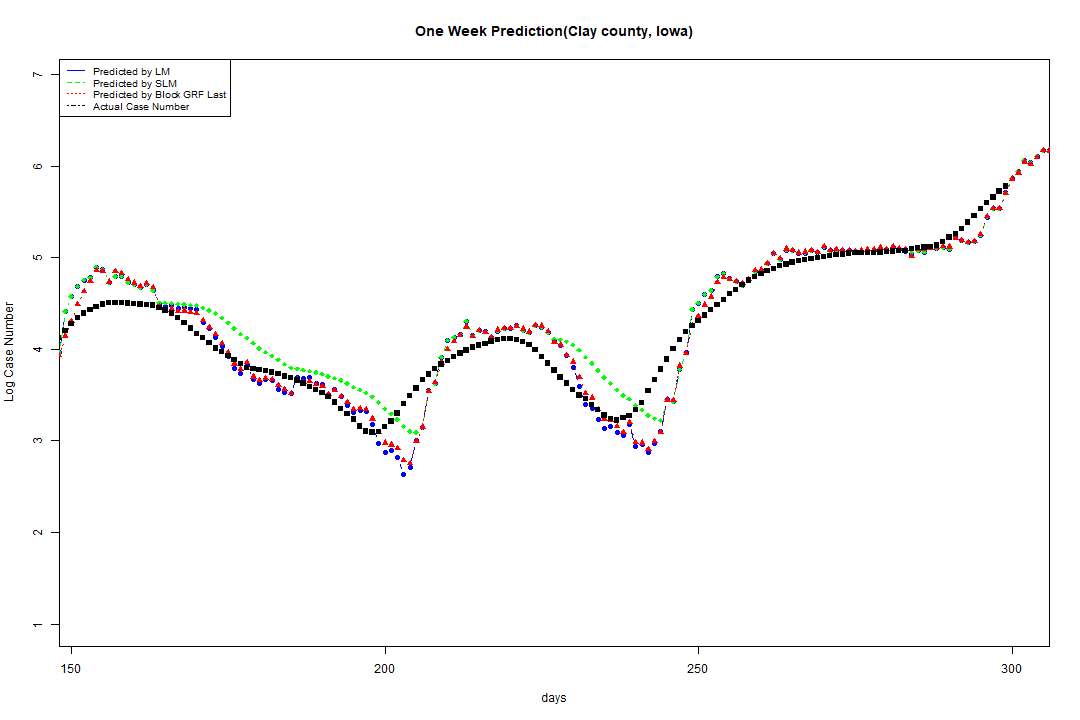 One Week Prediction(Clay county, Iowa)
Predicted by LM
Predicted by SLM
Predicted by Block GRF Last
Actual Case Number
7
6
5
4
3
2
1
Log Case Number
150
200
250
300
days